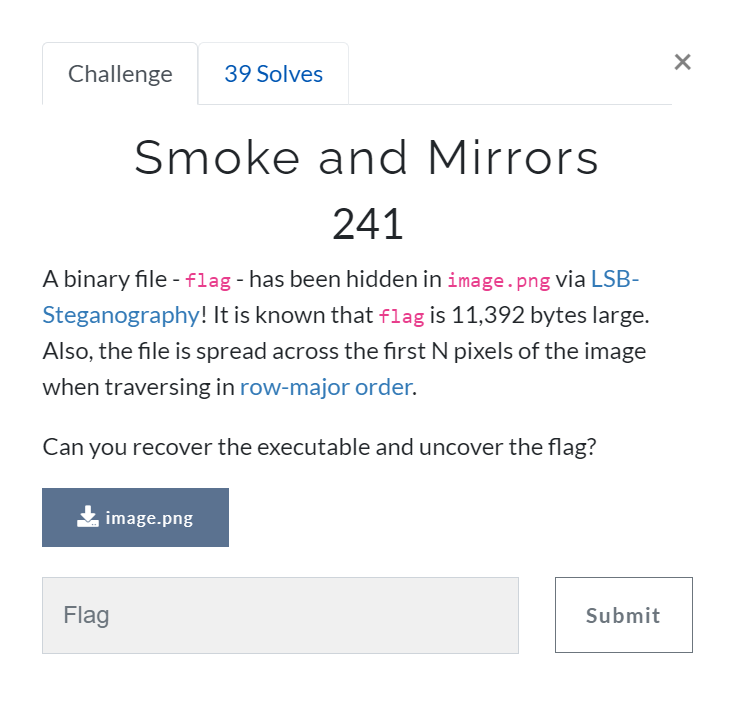 Challenge
39 Solves
×
Smoke and Mirrors
241
A binary file - flag - has been hidden in image.png via LSB-
Steganography! It is known that flag is 11,392 bytes large.
Also, the file is spread across the first N pixels of the image
when traversing in row-major order.
Can you recover the executable and uncover the flag?
image.png
Flag
Submit